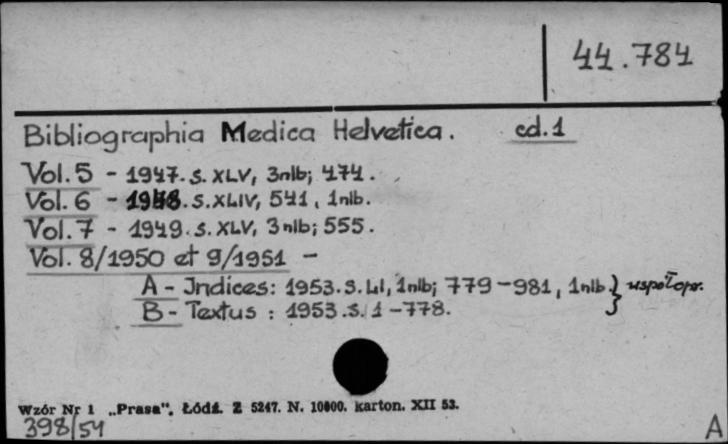 44.784
Bibliographia Medica Helvetica. cd. 1
Vol. 5 - 1947. s. XLV, 3nlb; 474.
Vol. 6 - 1948. s. XLIV, 541, 1nlb.
Vol. 7 - 1949. s. XLV, 3nlb; 555.
Vol. 8/1950 et 9/1951 -
A - Indices: 1953. s. LI, 1nlb; 779-981, 1nlb. } współopr.
B - Textus : 1953. s. 1-778.
Wzór Nr 1 „Prasa", Łódź. Z 5247. N. 10000. karton. XII 53.
398/54
A